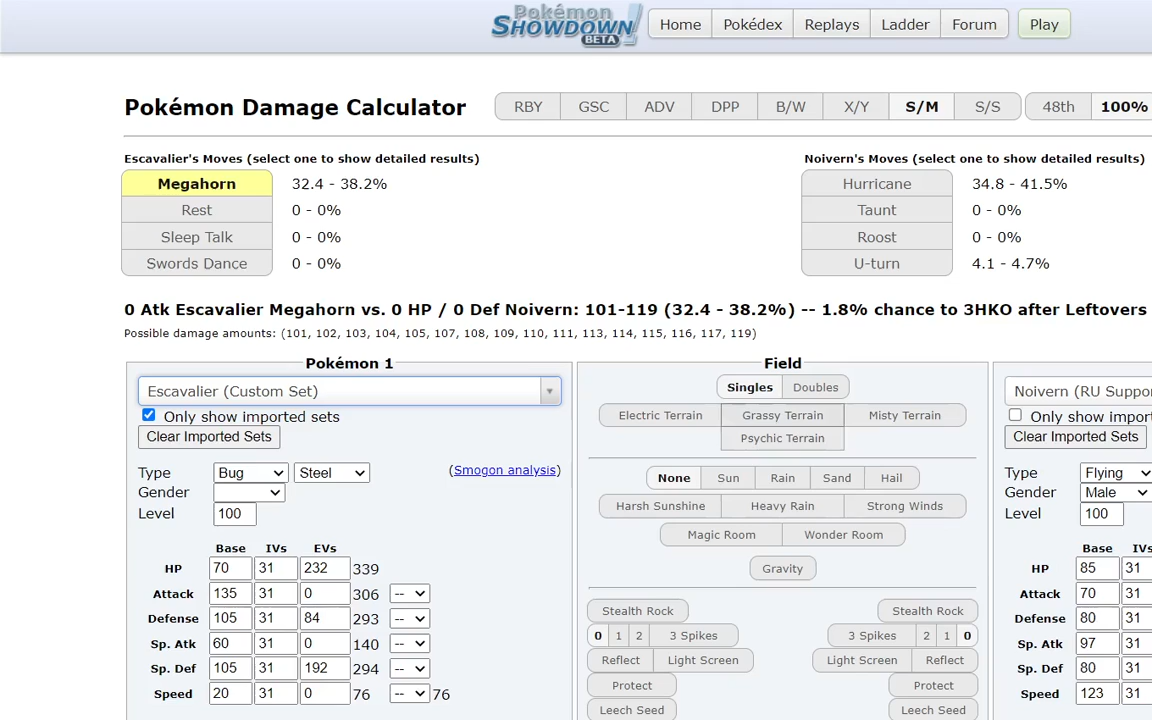 Pokémon SHOWDOWN! BETA
Home Pokédex Replays Ladder Forum Play
Pokémon Damage Calculator RBY GSC ADV DPP B/W X/Y S/M S/S 48th 100%
Escavalier's Moves (select one to show detailed results) Noivern's Moves (select one to show detailed results)
Megahorn 32.4 - 38.2% Hurricane 34.8 - 41.5%
Rest 0 - 0% Taunt 0 - 0%
Sleep Talk 0 - 0% Roost 0 - 0%
Swords Dance 0 - 0% U-turn 4.1 - 4.7%
0 Atk Escavalier Megahorn vs. 0 HP / 0 Def Noivern: 101-119 (32.4 - 38.2%) -- 1.8% chance to 3HKO after Leftovers
Possible damage amounts: (101, 102, 103, 104, 105, 107, 108, 109, 110, 111, 113, 114, 115, 116, 117, 119)
Pokémon 1 Field
Escavalier (Custom Set) Singles Doubles Noivern (RU Suppo
Only show imported sets Electric Terrain Grassy Terrain Misty Terrain Only show impor
Clear Imported Sets Psychic Terrain Clear Imported Sets
Type Bug Steel (Smogon analysis) None Sun Rain Sand Hail Type Flying
Gender Gender Male
Level 100 Harsh Sunshine Heavy Rain Strong Winds Level 100
Magic Room Wonder Room
Base IVs EVs Base IVs
HP 70 31 232 339 Gravity HP 85 31
Attack 135 31 0 306 -- Attack 70 31
Defense 105 31 84 293 -- Stealth Rock Stealth Rock Defense 80 31
Sp. Atk 60 31 0 140 -- 0 1 2 3 Spikes 3 Spikes 2 1 0 Sp. Atk 97 31
Sp. Def 105 31 192 294 -- Reflect Light Screen Light Screen Reflect Sp. Def 80 31
Speed 20 31 0 76 -- 76 Protect Protect Speed 123 31
Leech Seed Leech Seed